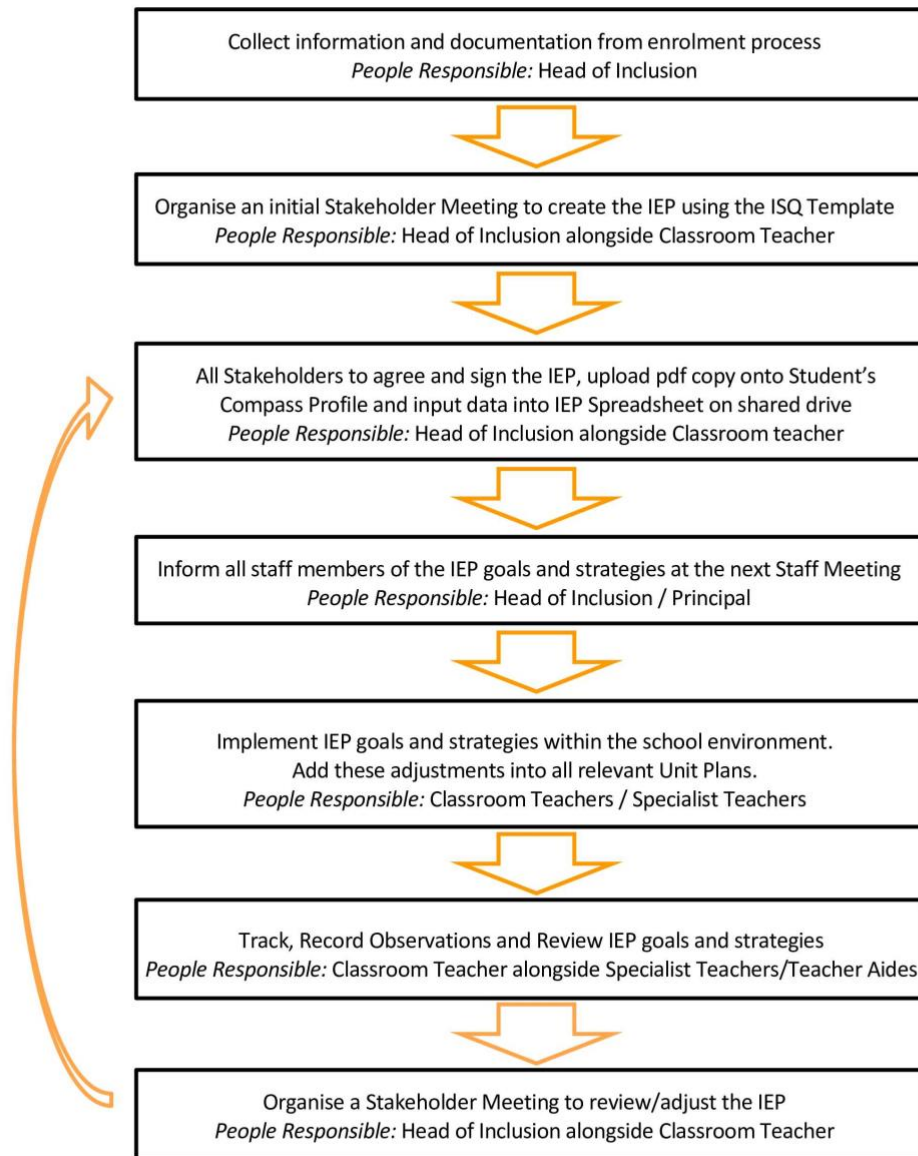 Collect information and documentation from enrolment process
People Responsible: Head of Inclusion
Organise an initial Stakeholder Meeting to create the IEP using the ISQ Template
People Responsible: Head of Inclusion alongside Classroom Teacher
All Stakeholders to agree and sign the IEP, upload pdf copy onto Student's
Compass Profile and input data into IEP Spreadsheet on shared drive
People Responsible: Head of Inclusion alongside Classroom teacher
Inform all staff members of the IEP goals and strategies at the next Staff Meeting
People Responsible: Head of Inclusion / Principal
Implement IEP goals and strategies within the school environment.
Add these adjustments into all relevant Unit Plans.
People Responsible: Classroom Teachers / Specialist Teachers
Track, Record Observations and Review IEP goals and strategies
People Responsible: Classroom Teacher alongside Specialist Teachers/Teacher Aides
Organise a Stakeholder Meeting to review/adjust the IEP
People Responsible: Head of Inclusion alongside Classroom Teacher